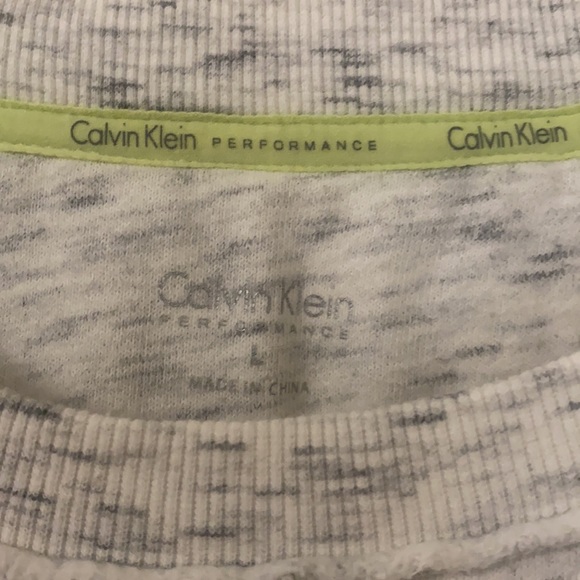 Calvin Klein PERFORMANCE Calvin Klein
Calvin Klein
PERFORMANCE
L
MADE IN CHINA